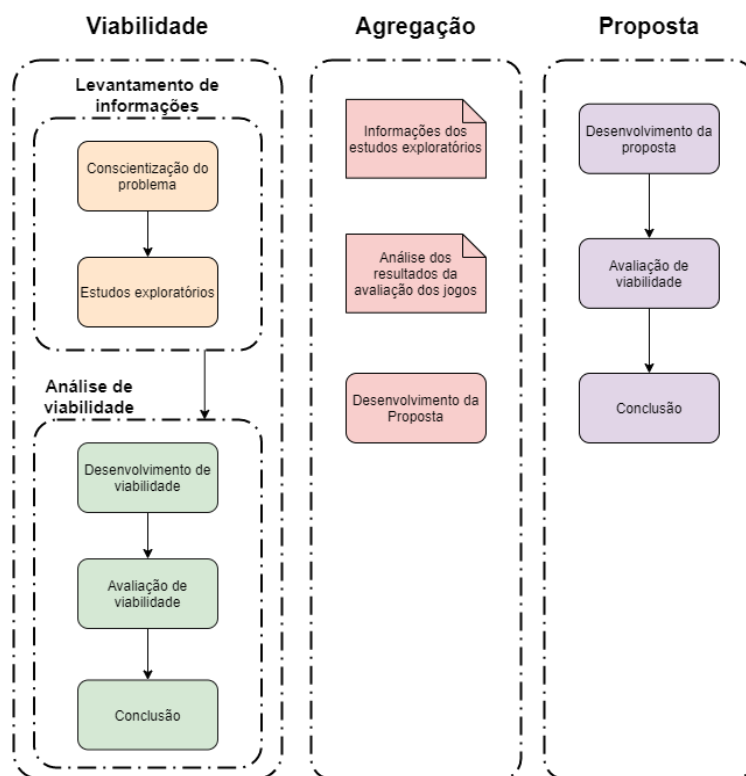 Viabilidade
Levantamento de
informações
Conscientização do
problema
Estudos exploratórios
Análise de
viabilidade
Desenvolvimento de
viabilidade
Avaliação de
viabilidade
Conclusão
Agregação
Informações dos
estudos exploratórios
Análise dos
resultados da
avaliação dos jogos
Desenvolvimento da
Proposta
Proposta
Desenvolvimento da
proposta
Avaliação de
viabilidade
Conclusão